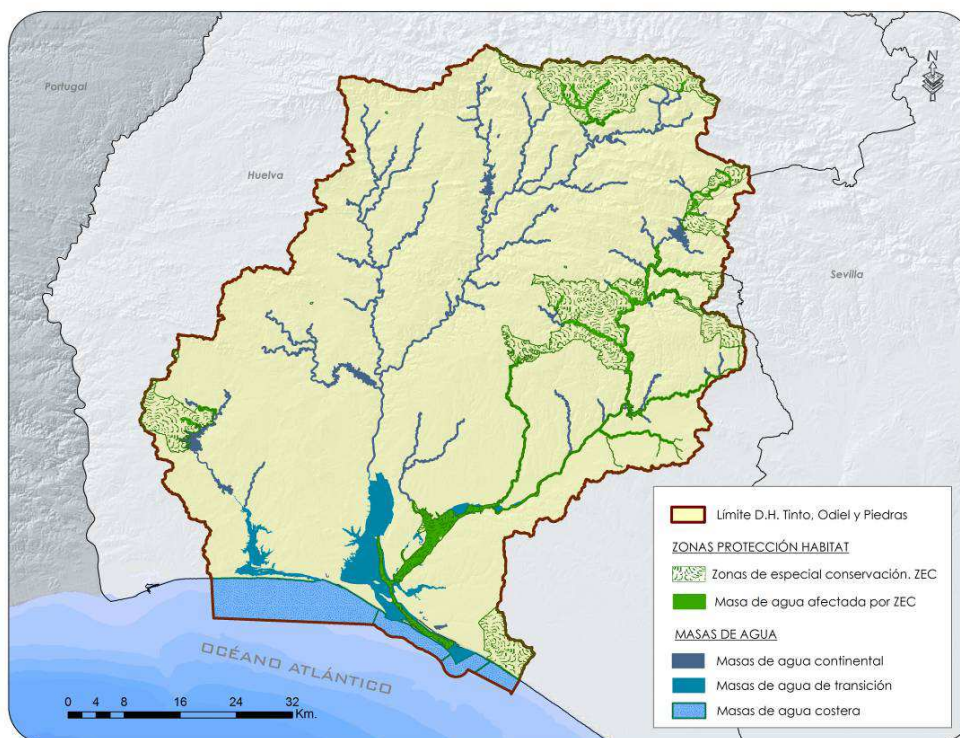 Portugal
N
Huelva
Sevilla
Límite D.H. Tinto, Odiel y Piedras
ZONAS PROTECCIÓN HABITAT
Zonas de especial conservación. ZEC
Masa de agua afectada por ZEC
MASAS DE AGUA
Masas de agua continental
Masas de agua de transición
Masas de agua costera
OCÉANO ATLÁNTICO
0 4 8 16 24 32
Km.